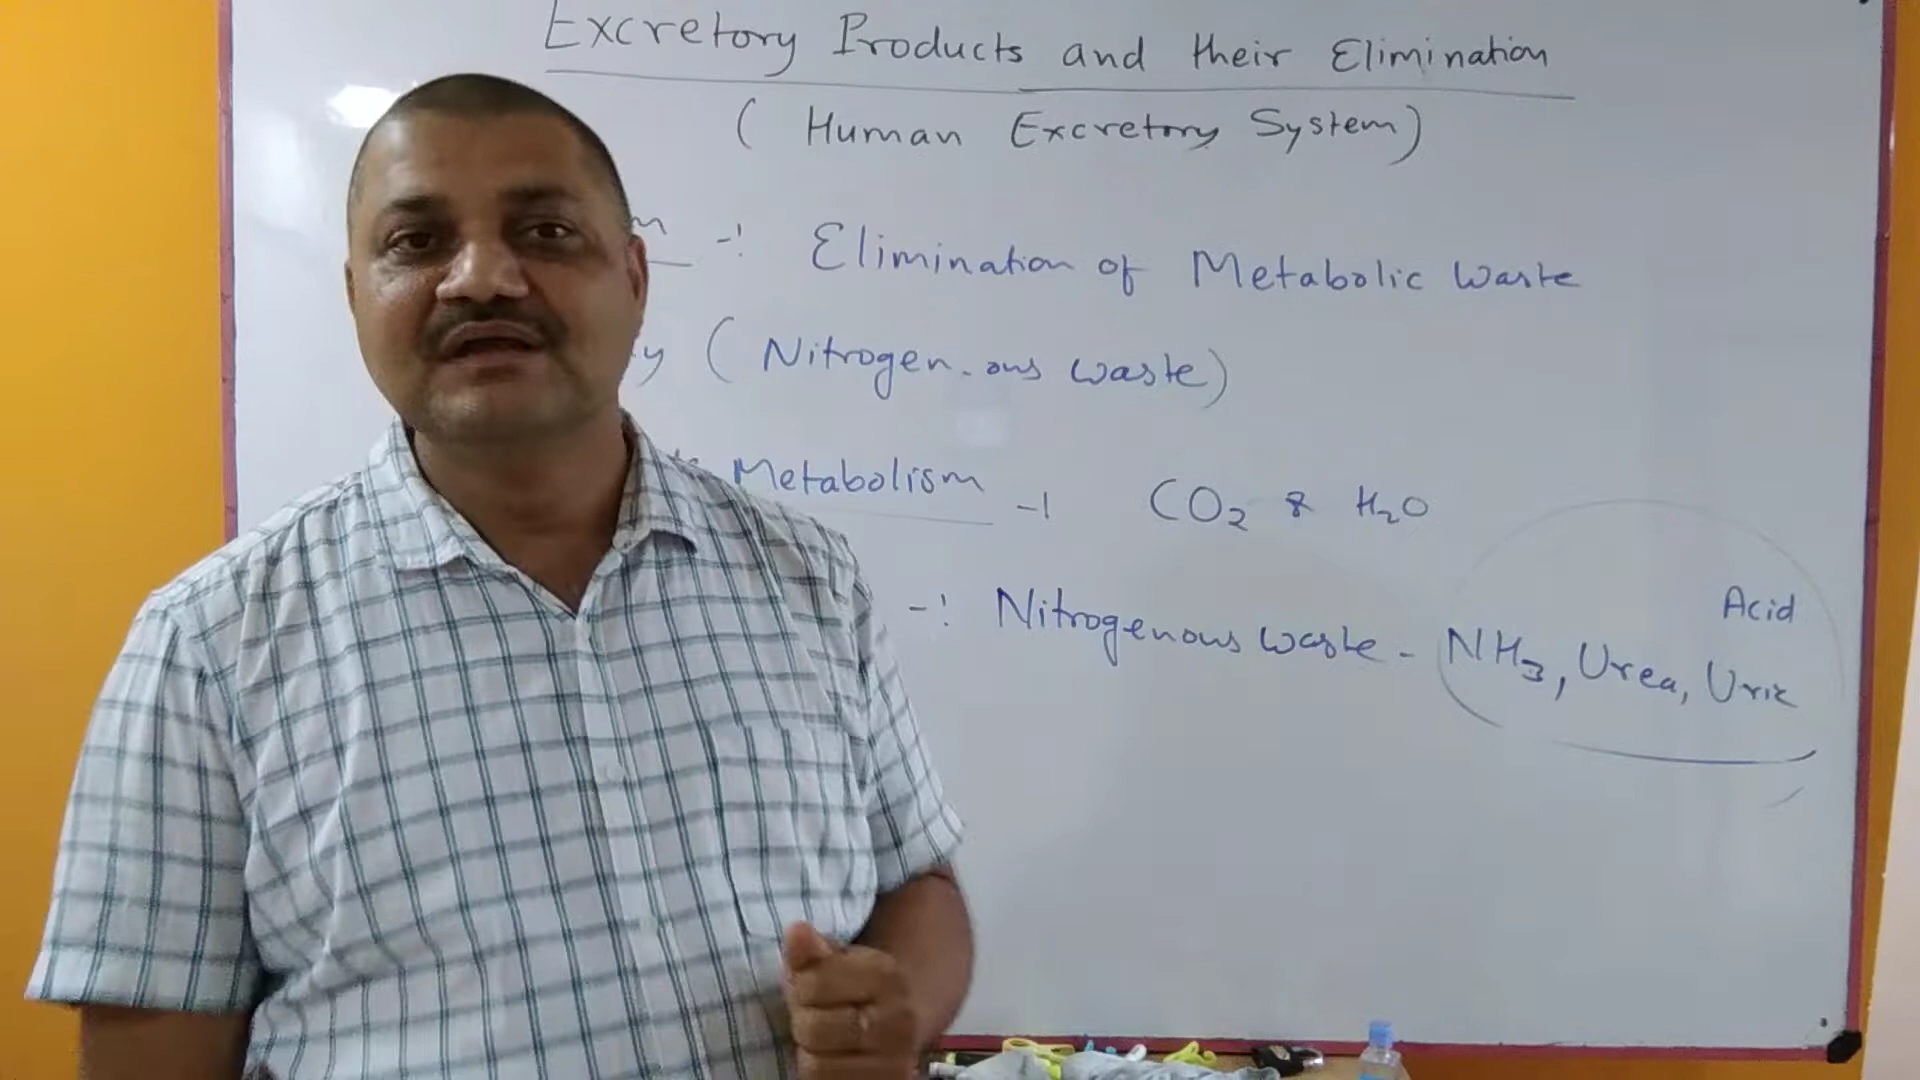 Excretory Products and their Elimination
( Human Excretory System)
-: Elimination of Metabolic Waste
( Nitrogen-ous waste)
Metabolism -: CO2 & H2O
Acid
-: Nitrogenous waste - NH3, Urea, Uric